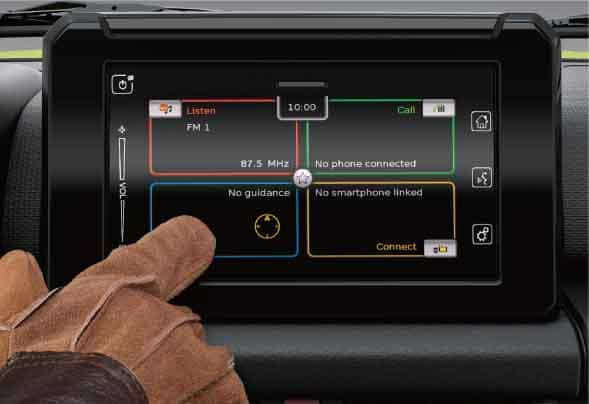 10:00
Listen
FM 1
87.5 MHz
Call
No phone connected
VOL
No guidance
No smartphone linked
Connect